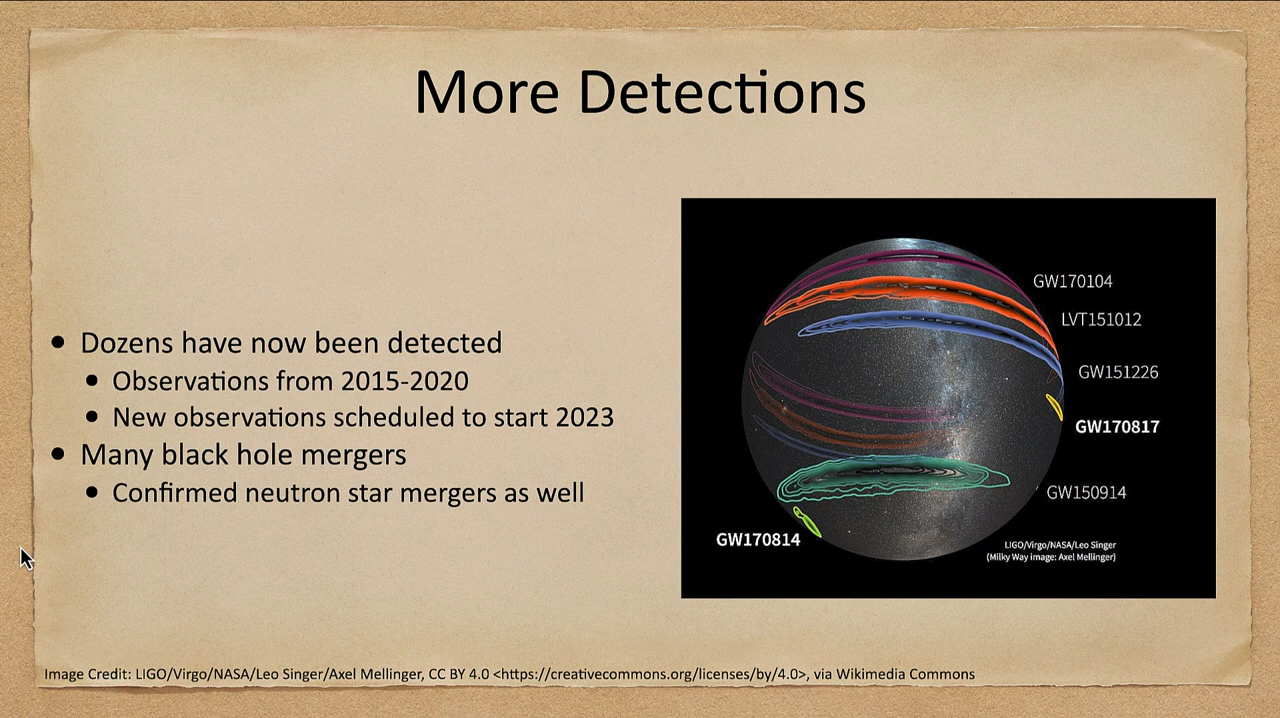 More Detections
• Dozens have now been detected
• Observations from 2015-2020
• New observations scheduled to start 2023
• Many black hole mergers
• Confirmed neutron star mergers as well
GW170104
LVT151012
GW151226
GW170817
GW150914
GW170814
LIGO/Virgo/NASA/Leo Singer
(Milky Way image: Axel Mellinger)
Image Credit: LIGO/Virgo/NASA/Leo Singer/Axel Mellinger, CC BY 4.0 <https://creativecommons.org/licenses/by/4.0>, via Wikimedia Commons